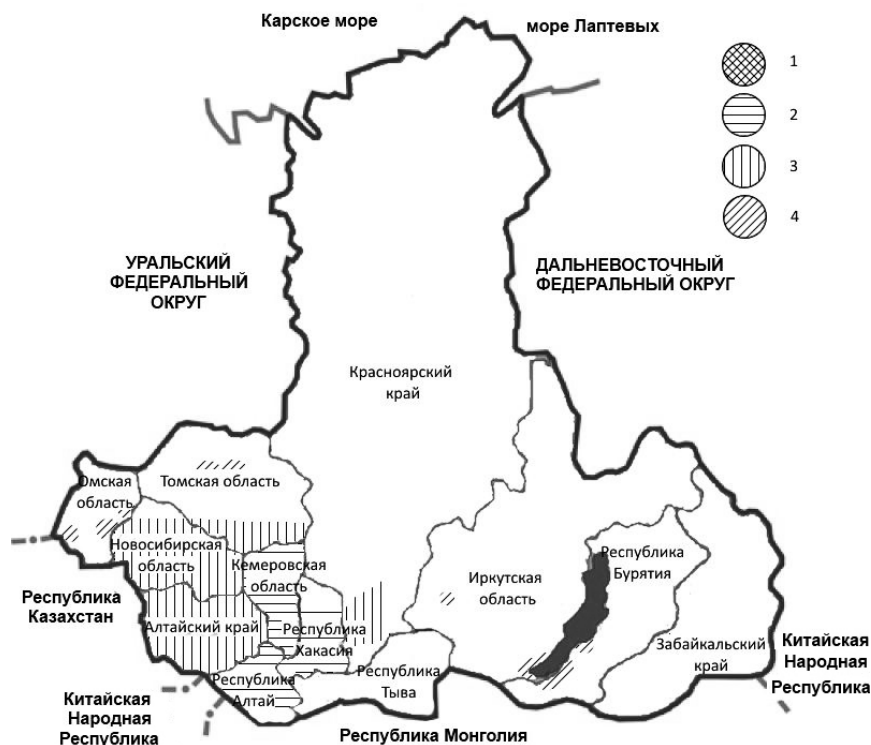 Карское море
море Лаптевых
1
2
3
4
УРАЛЬСКИЙ
ФЕДЕРАЛЬНЫЙ
ОКРУГ
ДАЛЬНЕВОСТОЧНЫЙ
ФЕДЕРАЛЬНЫЙ ОКРУГ
Красноярский
край
Омская
область
Томская область
Новосибирская
область
Кемеровская
область
Республика
Казахстан
Алтайский край
Республика
Хакасия
Республика
Алтай
Республика
Тыва
Иркутская
область
Республика
Бурятия
Забайкальский
край
Китайская
Народная
Республика
Китайская
Народная
Республика
Республика Монголия